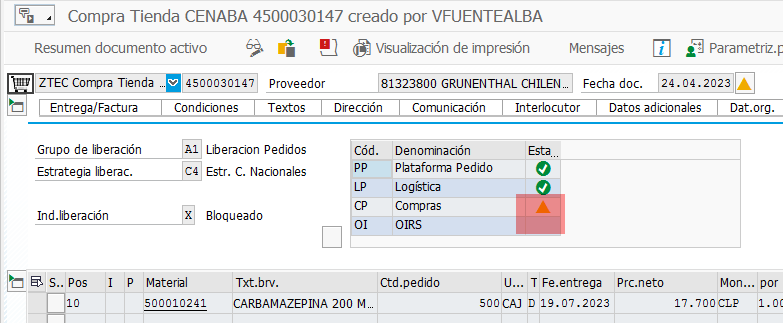 Compra Tienda CENABA 4500030147 creado por VFUENTEALBA
Resumen documento activo Visualización de impresión Mensajes Parametriz.p
ZTEC Compra Tienda ... 4500030147 Proveedor 81323800 GRUNENTHAL CHILEN... Fecha doc. 24.04.2023
Entrega/Factura Condiciones Textos Dirección Comunicación Interlocutor Datos adicionales Dat.org.
Grupo de liberación A1 Liberacion Pedidos
Estrategia liberac. C4 Estr. C. Nacionales
Ind.liberación X Bloqueado
Cód. Denominación Esta...
PP Plataforma Pedido
LP Logística
CP Compras
OI OIRS
S.. Pos I P Material Txt.brv. Ctd.pedido U... T Fe.entrega Prc.neto Mon... por
10 500010241 CARBAMAZEPINA 200 M... 500 CAJ D 19.07.2023 17.700 CLP 1.00